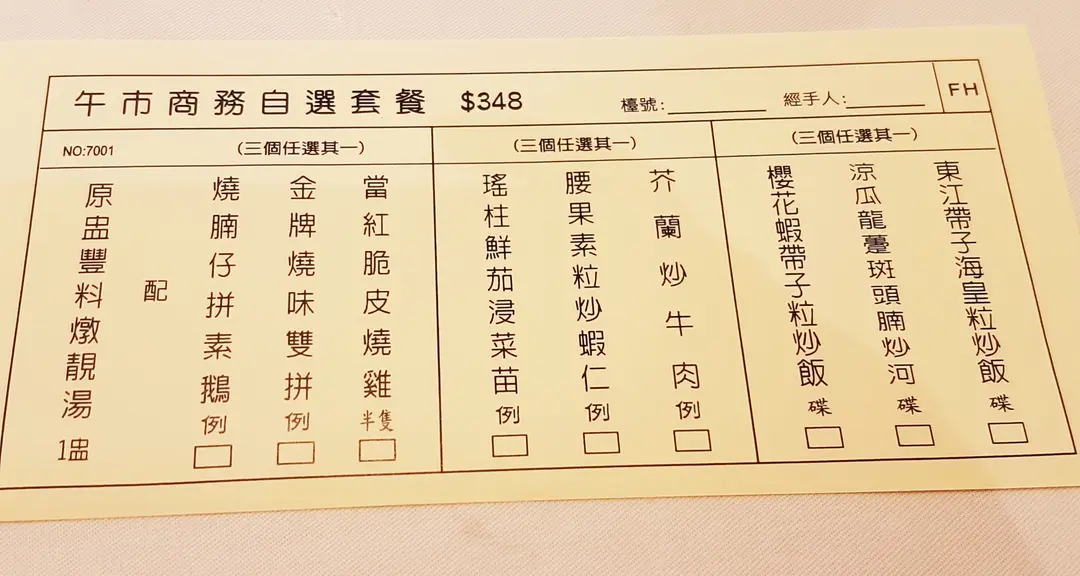 午市商務自選套餐 $348
檯號:
經手人:
FH
NO:7001
(三個任選其一)
原盅豐料燉靚湯
1盅
配
燒腩仔拼素鵝
例
金牌燒味雙拼
例
當紅脆皮燒雞
半隻
(三個任選其一)
瑤柱鮮茄浸菜苗
例
腰果素粒炒蝦仁
例
芥蘭炒牛肉
例
(三個任選其一)
櫻花蝦帶子粒炒飯
碟
涼瓜龍躉斑頭腩炒河
碟
東江帶子海皇粒炒飯
碟